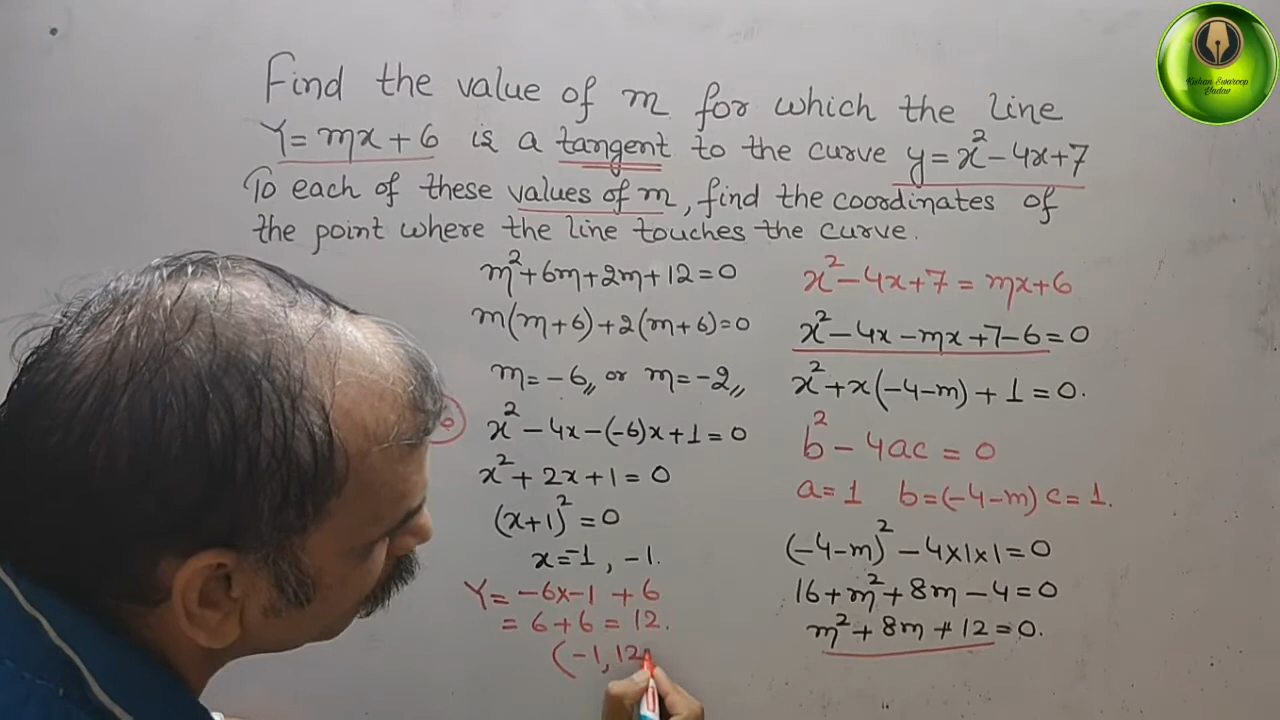 Find the value of m for which the line
Y = mx + 6 is a tangent to the curve y = x² - 4x + 7
To each of these values of m, find the coordinates of
the point where the line touches the curve.
x² - 4x + 7 = mx + 6
x² - 4x - mx + 7 - 6 = 0
x² + x(-4-m) + 1 = 0.
b² - 4ac = 0
a = 1 b = (-4-m) c = 1.
(-4-m)² - 4x1x1 = 0
16 + m² + 8m - 4 = 0
m² + 8m + 12 = 0.
m² + 6m + 2m + 12 = 0
m(m+6) + 2(m+6) = 0
m = -6,, or m = -2,,
x² - 4x - (-6)x + 1 = 0
x² + 2x + 1 = 0
(x+1)² = 0
x = -1, -1.
Y = -6x-1 + 6
= 6 + 6 = 12.
(-1, 12
Kishan Swaroop
Yadav